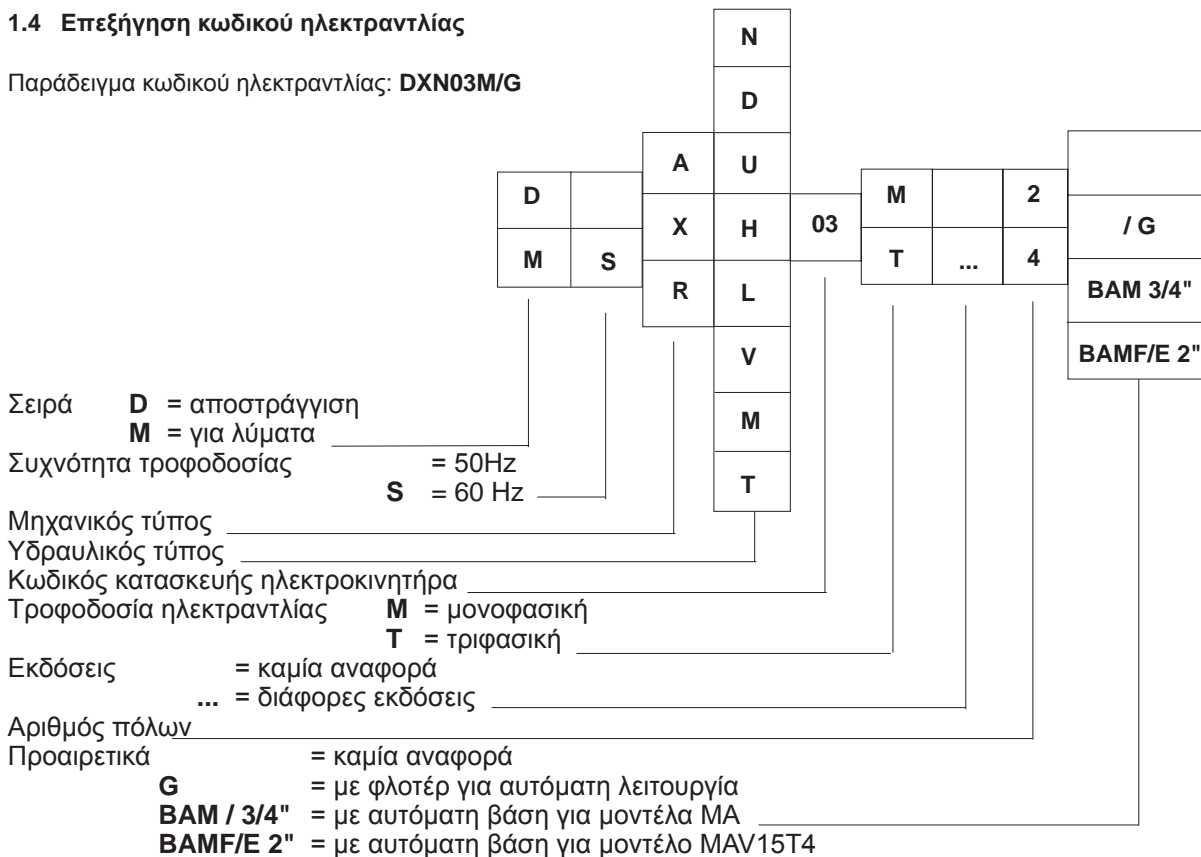 1.4 Επεξήγηση κωδικού ηλεκτραντλίας
Παράδειγμα κωδικού ηλεκτραντλίας: DXN03M/G
N
D
A U
D M 2
X H 03 / G
M S T ... 4
R L BAM 3/4"
V BAMF/E 2"
M
T
Σειρά D = αποστράγγιση
M = για λύματα
Συχνότητα τροφοδοσίας = 50Hz
S = 60 Hz
Μηχανικός τύπος
Υδραυλικός τύπος
Κωδικός κατασκευής ηλεκτροκινητήρα
Τροφοδοσία ηλεκτραντλίας M = μονοφασική
T = τριφασική
Εκδόσεις = καμία αναφορά
... = διάφορες εκδόσεις
Αριθμός πόλων
Προαιρετικά = καμία αναφορά
G = με φλοτέρ για αυτόματη λειτουργία
BAM / 3/4" = με αυτόματη βάση για μοντέλα MA
BAMF/E 2" = με αυτόματη βάση για μοντέλο MAV15T4